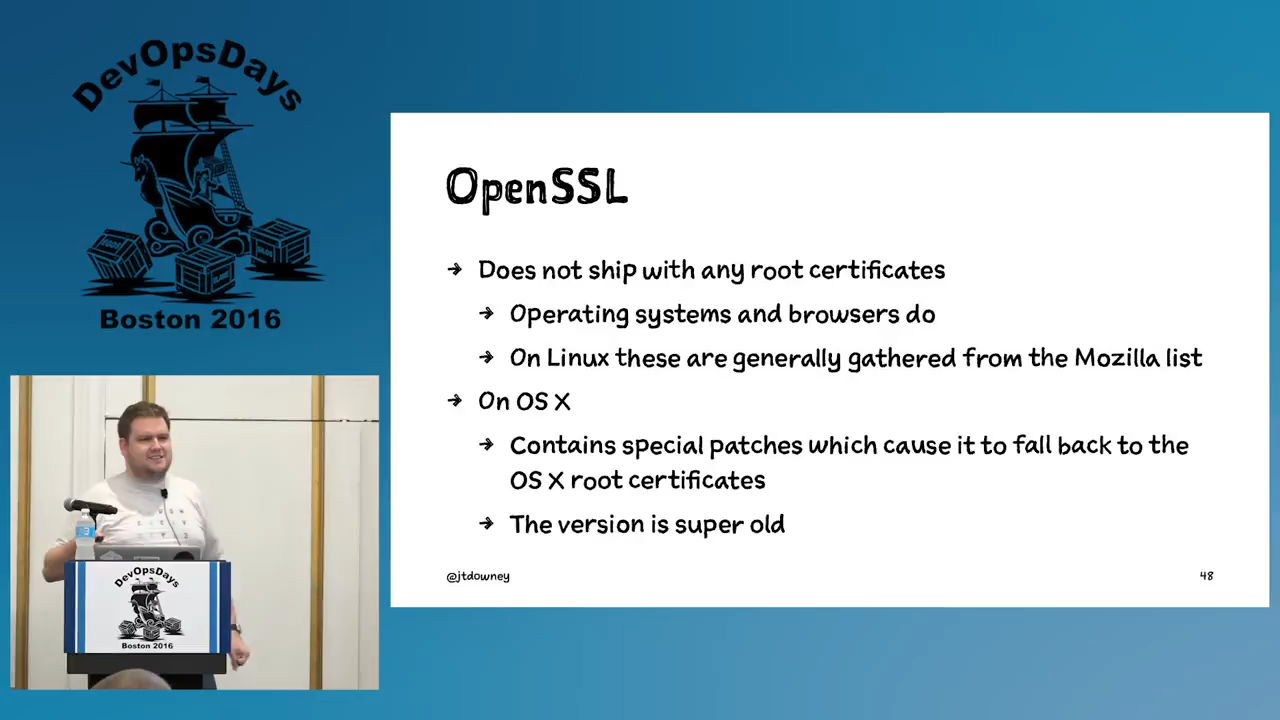 DevOpsDays
Boston 2016
OpenSSL
→ Does not ship with any root certificates
→ Operating systems and browsers do
→ On Linux these are generally gathered from the Mozilla list
→ On OS X
→ Contains special patches which cause it to fall back to the
OS X root certificates
→ The version is super old
@jtdowney
48
DevOpsDays
Boston 2016